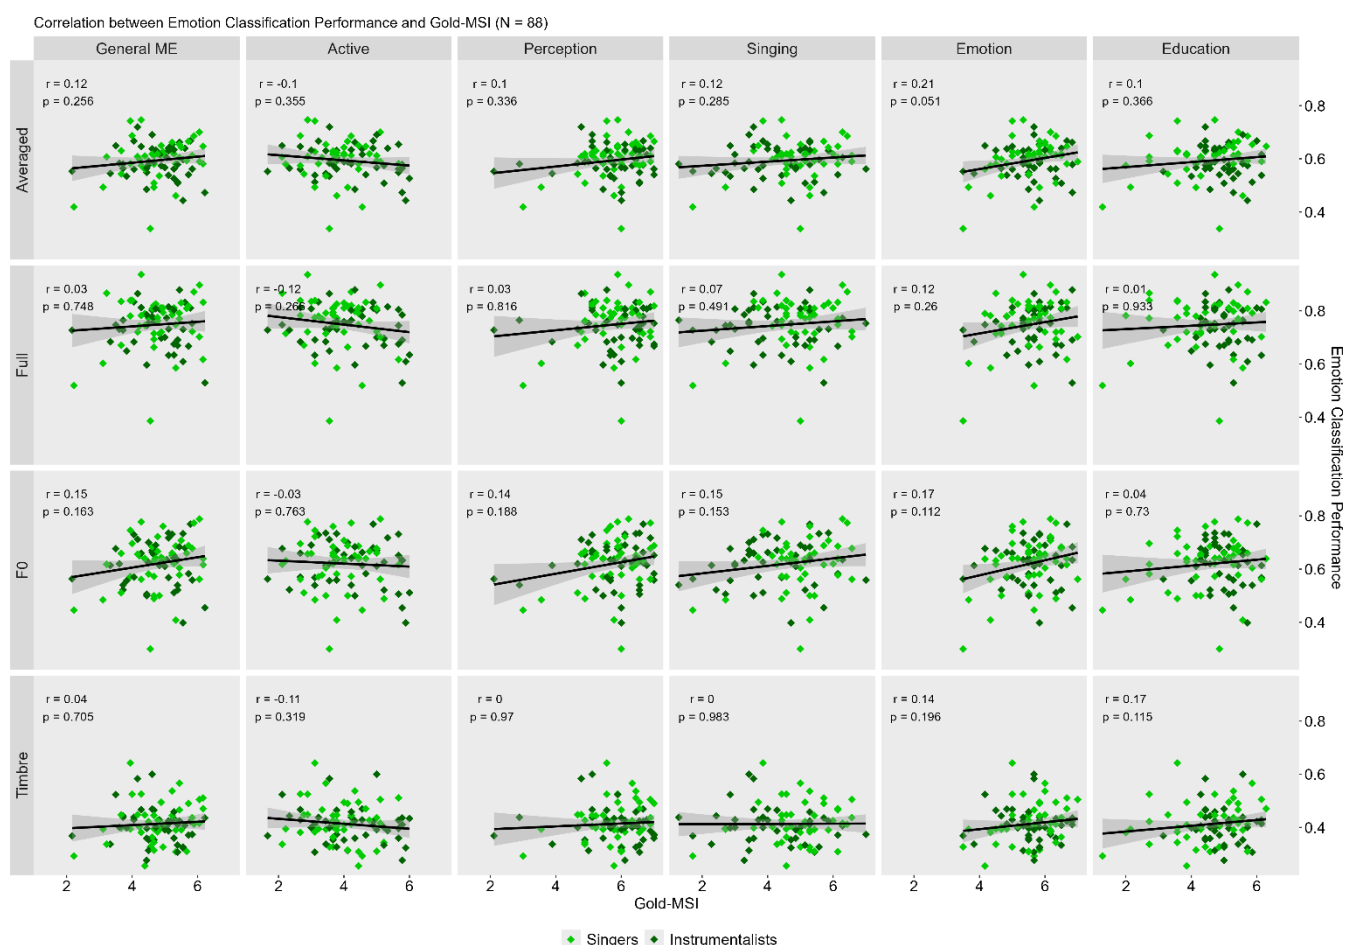 Correlation between Emotion Classification Performance and Gold-MSI (N = 88)
General ME Active Perception Singing Emotion Education
Averaged
r = 0.12 r = -0.1 r = 0.1 r = 0.12 r = 0.21 r = 0.1
p = 0.256 p = 0.355 p = 0.336 p = 0.285 p = 0.051 p = 0.366
0.8
0.6
0.4
Full
r = 0.03 r = -0.12 r = 0.03 r = 0.07 r = 0.12 r = 0.01
p = 0.748 p = 0.266 p = 0.816 p = 0.491 p = 0.26 p = 0.933
0.8
0.6
0.4
Emotion Classification Performance
F0
r = 0.15 r = -0.03 r = 0.14 r = 0.15 r = 0.17 r = 0.04
p = 0.163 p = 0.763 p = 0.188 p = 0.153 p = 0.112 p = 0.73
0.8
0.6
0.4
Timbre
r = 0.04 r = -0.11 r = 0 r = 0 r = 0.14 r = 0.17
p = 0.705 p = 0.319 p = 0.97 p = 0.983 p = 0.196 p = 0.115
0.8
0.6
0.4
2 4 6 2 4 6 2 4 6 2 4 6 2 4 6 2 4 6
Gold-MSI
Singers Instrumentalists